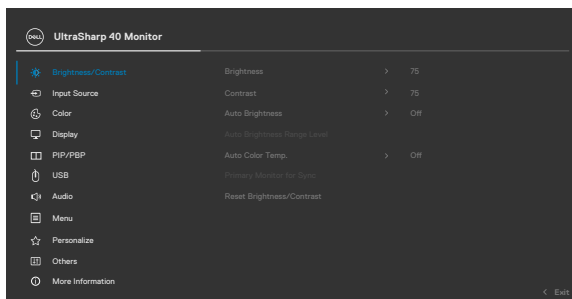 DELL UltraSharp 40 Monitor
Brightness/Contrast Brightness > 75
Input Source Contrast > 75
Color Auto Brightness > Off
Display Auto Brightness Range Level
PIP/PBP Auto Color Temp. > Off
USB Primary Monitor for Sync
Audio Reset Brightness/Contrast
Menu
Personalize
Others
More Information
< Exit